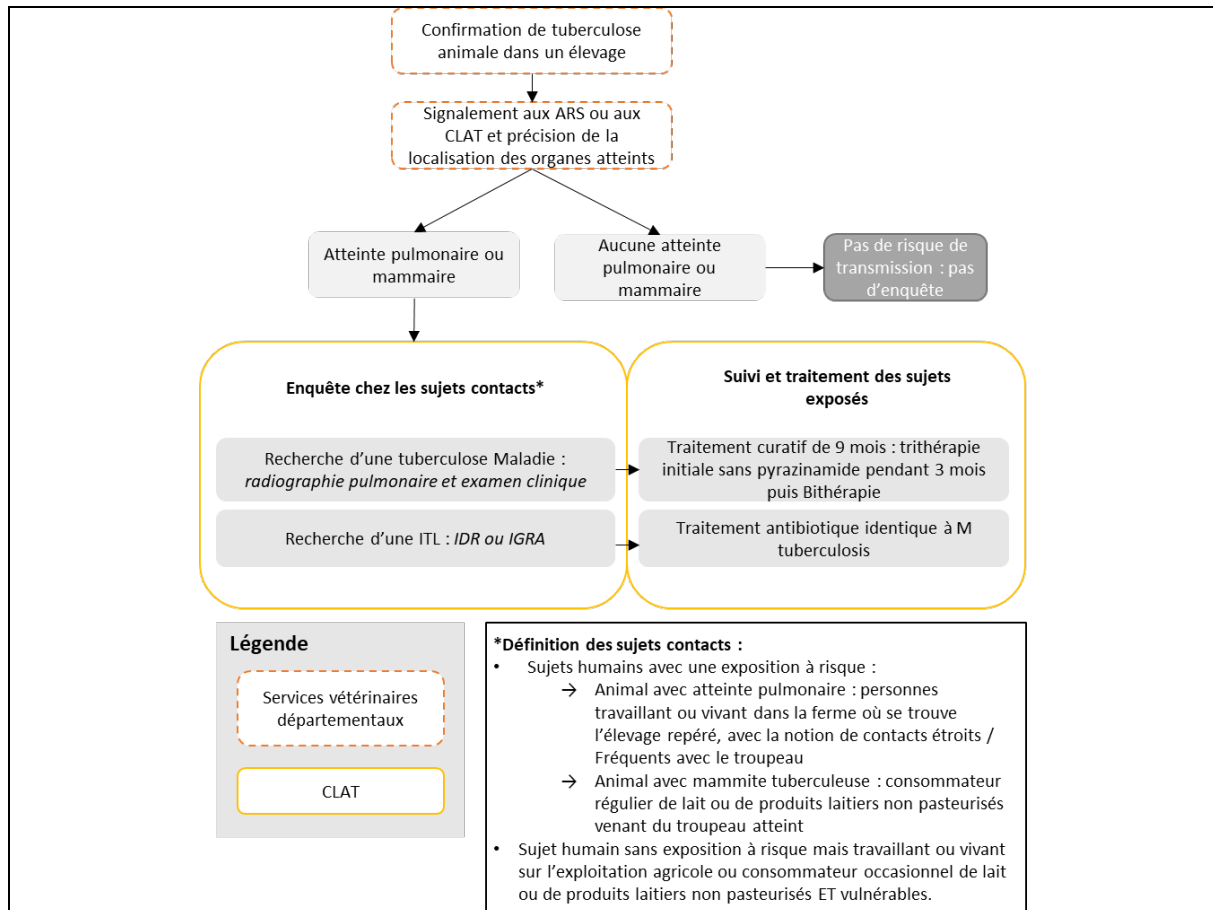 Confirmation de tuberculose
animale dans un élevage
Signalement aux ARS ou aux
CLAT et précision de la
localisation des organes atteints
Atteinte pulmonaire ou
mammaire
Aucune atteinte
pulmonaire ou
mammaire
Pas de risque de
transmission : pas
d’enquête
Enquête chez les sujets contacts*
Suivi et traitement des sujets
exposés
Recherche d’une tuberculose Maladie :
radiographie pulmonaire et examen clinique
Traitement curatif de 9 mois : trithérapie
initiale sans pyrazinamide pendant 3 mois
puis Bithérapie
Recherche d’une ITL : IDR ou IGRA
Traitement antibiotique identique à M
tuberculosis
Légende
Services vétérinaires
départementaux
CLAT
*Définition des sujets contacts :
• Sujets humains avec une exposition à risque :
→ Animal avec atteinte pulmonaire : personnes
travaillant ou vivant dans la ferme où se trouve
l’élevage repéré, avec la notion de contacts étroits /
Fréquents avec le troupeau
→ Animal avec mammite tuberculeuse : consommateur
régulier de lait ou de produits laitiers non pasteurisés
venant du troupeau atteint
• Sujet humain sans exposition à risque mais travaillant ou vivant
sur l’exploitation agricole ou consommateur occasionnel de lait
ou de produits laitiers non pasteurisés ET vulnérables.